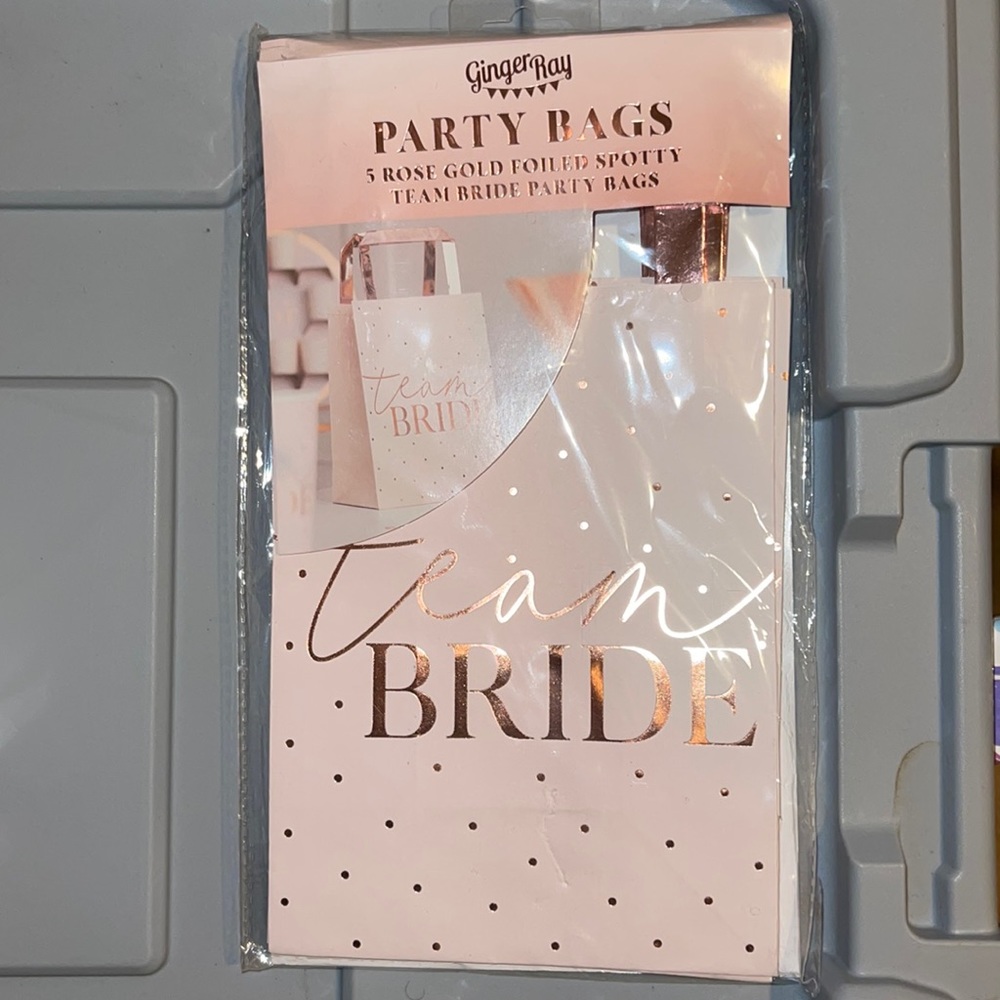 Ginger Ray
PARTY BAGS
5 ROSE GOLD FOILED SPOTTY
TEAM BRIDE PARTY BAGS
team
BRIDE
team
BRIDE